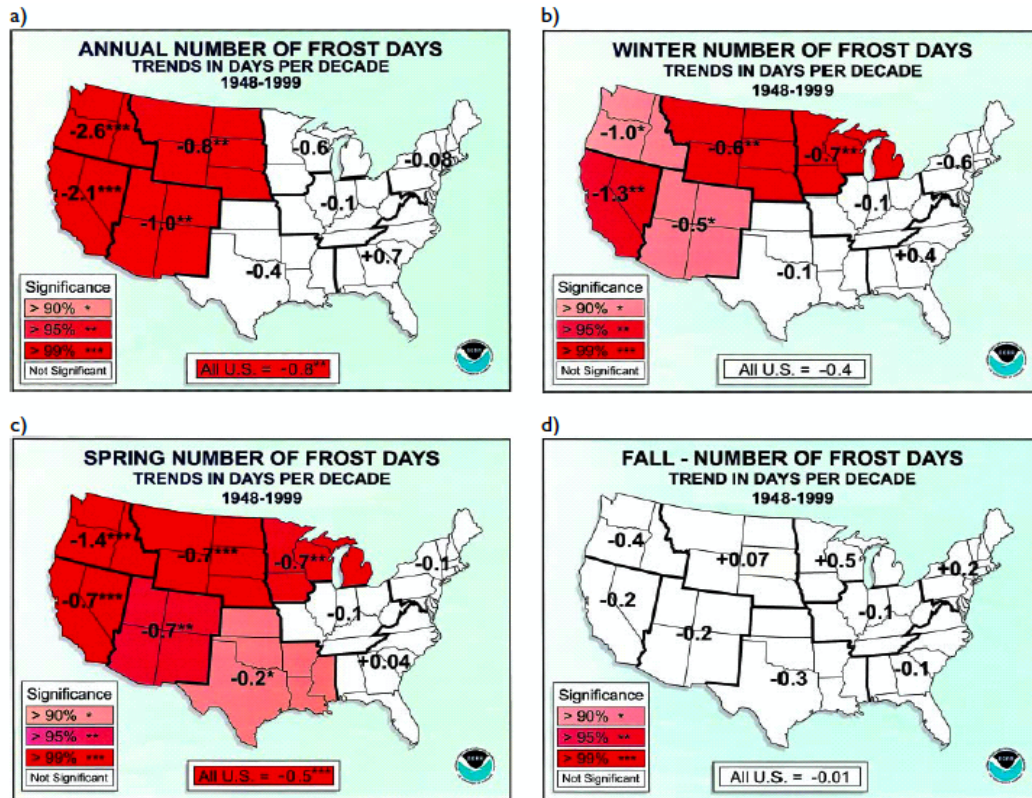 a)
ANNUAL NUMBER OF FROST DAYS
TRENDS IN DAYS PER DECADE
1948-1999
-2.6***
-0.8**
-0.6
-0.08
-2.1***
-1.0**
-0.1
-0.4
+0.7
Significance
> 90% *
> 95% **
> 99% ***
Not Significant
All U.S. = -0.8**
b)
WINTER NUMBER OF FROST DAYS
TRENDS IN DAYS PER DECADE
1948-1999
-1.0*
-0.6**
-0.7**
-0.6
-1.3**
-0.5*
-0.1
-0.1
+0.4
Significance
> 90% *
> 95% **
> 99% ***
Not Significant
All U.S. = -0.4
c)
SPRING NUMBER OF FROST DAYS
TRENDS IN DAYS PER DECADE
1948-1999
-1.4***
-0.7***
-0.7**
-0.1
-0.7***
-0.7**
-0.1
-0.2*
+0.04
Significance
> 90% *
> 95% **
> 99% ***
Not Significant
All U.S. = -0.5***
d)
FALL - NUMBER OF FROST DAYS
TREND IN DAYS PER DECADE
1948-1999
-0.4
+0.07
+0.5
+0.2
-0.2
-0.2
-0.1
-0.3
-0.1
Significance
> 90% *
> 95% **
> 99% ***
Not Significant
All U.S. = -0.01